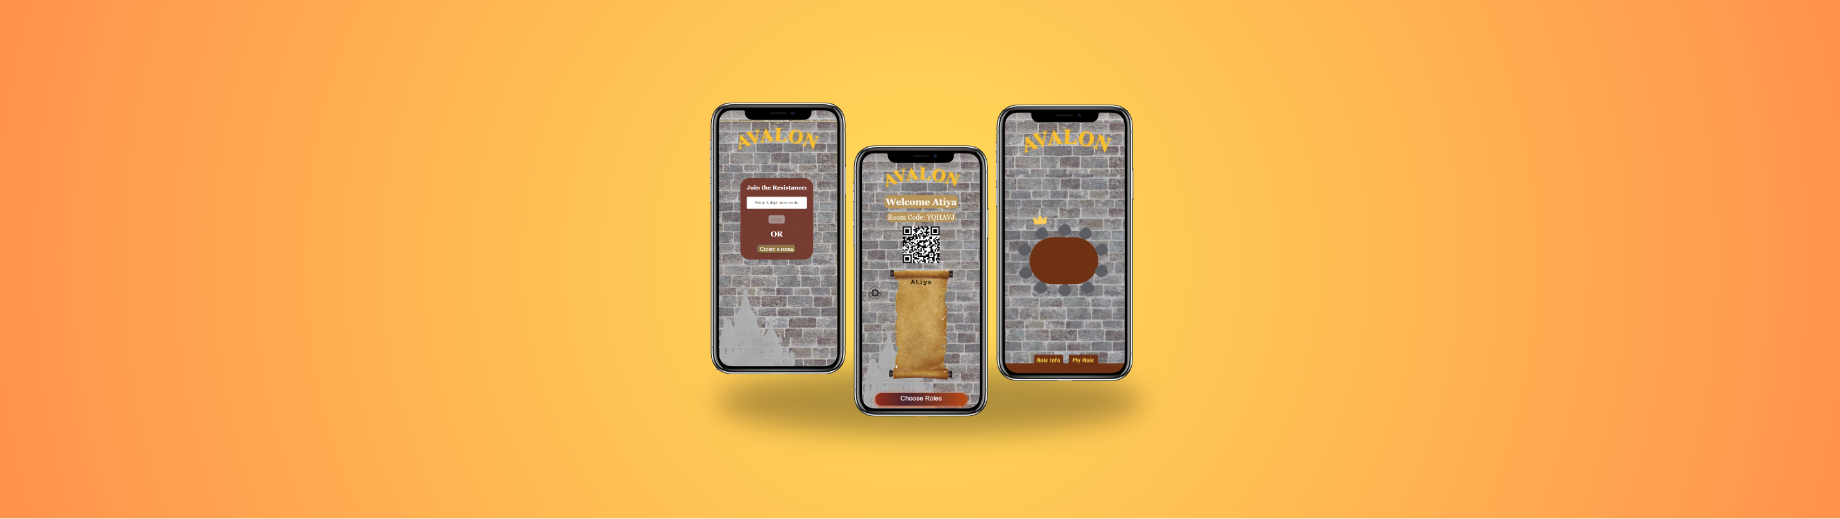 AVALON
Join the Resistance:
OR
Create a room
AVALON
Welcome Atiya
Room Code: YQHAVJ
Atiya
Choose Roles
AVALON
Role Info
My Role